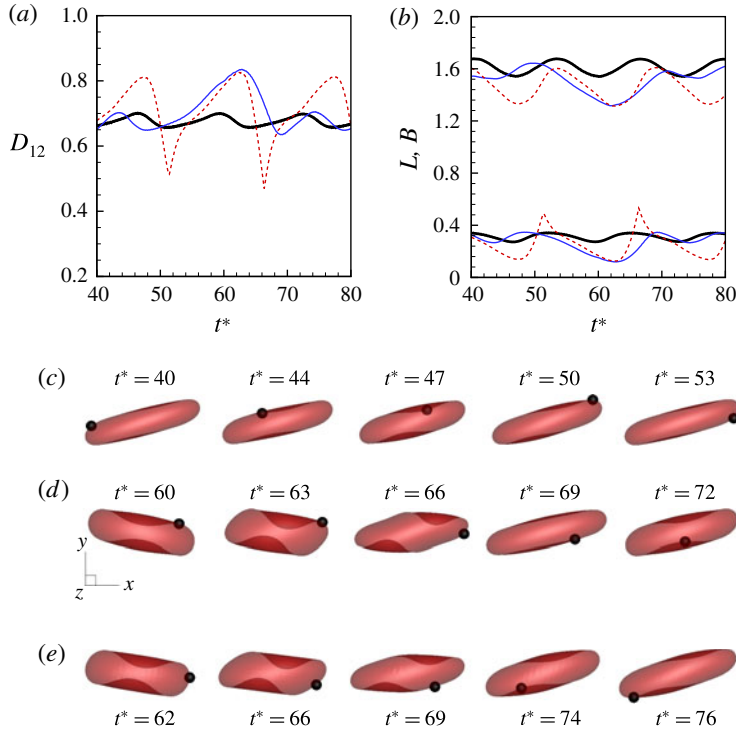 (a)
1.0
0.8
D12
0.6
0.4
0.2
40 50 60 70 80
t*
(b)
2.0
1.6
1.2
L, B
0.8
0.4
0
40 50 60 70 80
t*
(c)
t* = 40 t* = 44 t* = 47 t* = 50 t* = 53
(d)
t* = 60 t* = 63 t* = 66 t* = 69 t* = 72
y
z x
(e)
t* = 62 t* = 66 t* = 69 t* = 74 t* = 76